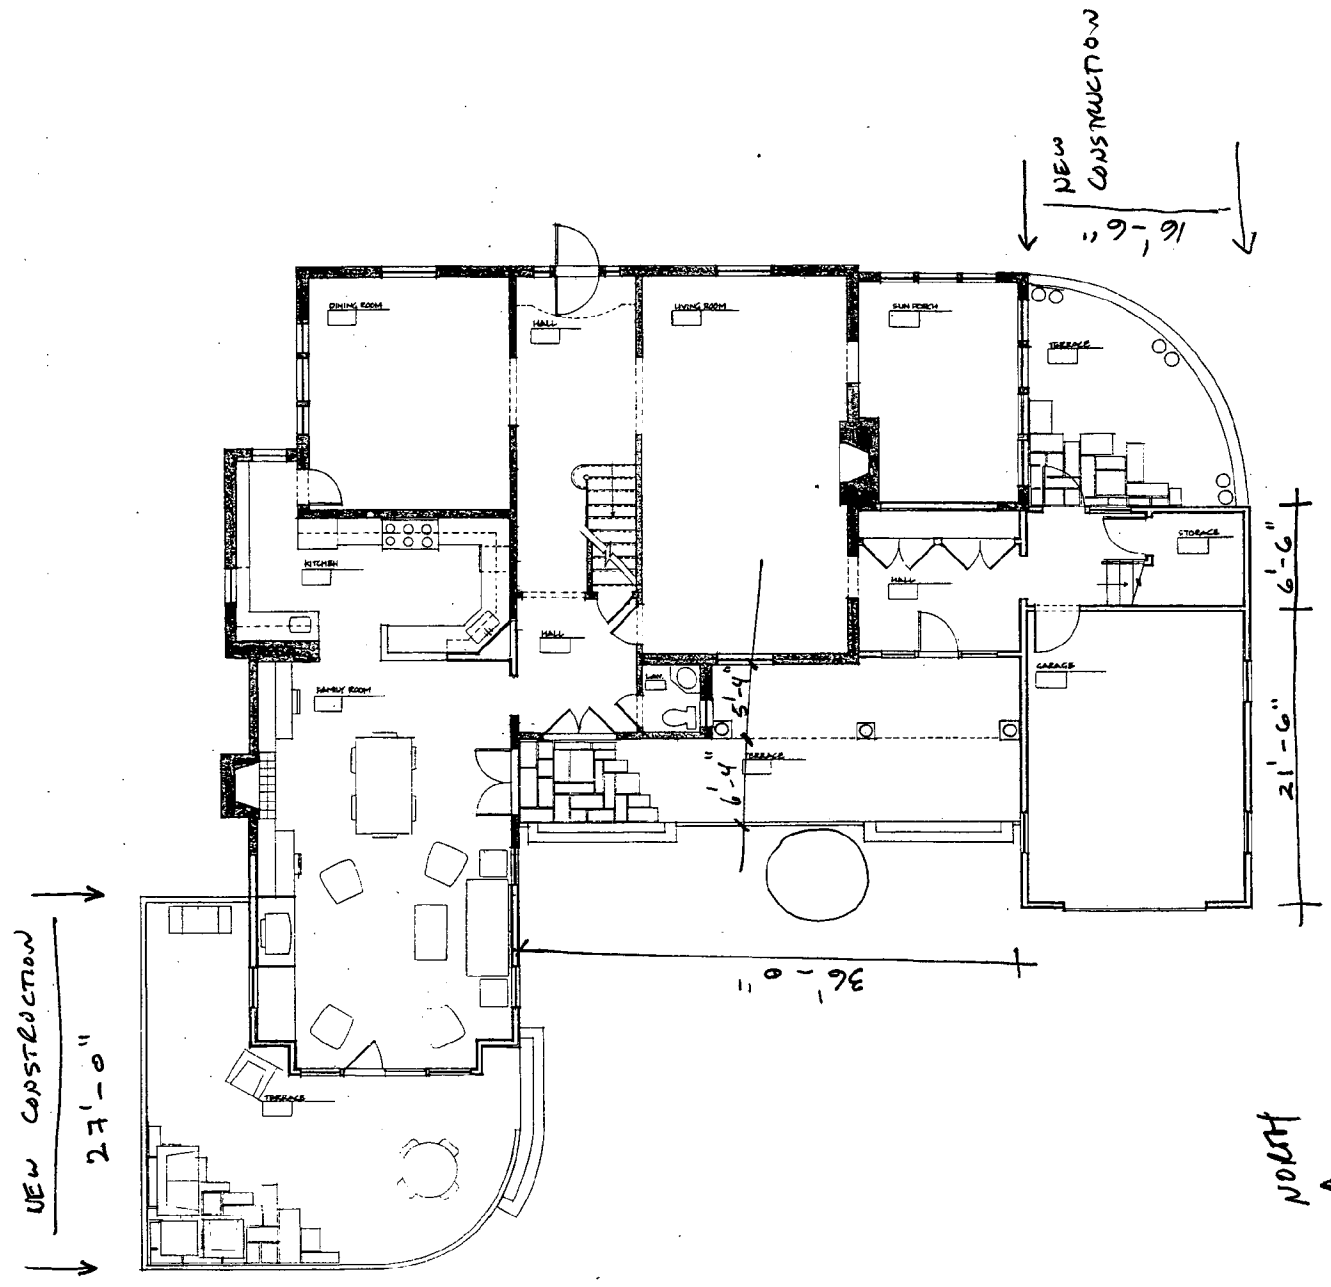 NEW
CONSTRUCTION
16'-6"
DINING ROOM
HALL
LIVING ROOM
SUN PORCH
TERRACE
KITCHEN
HALL
HALL
STORAGE
6'-6"
FAMILY ROOM
LAV.
5'-4"
GARAGE
TERRACE
6'-4"
21'-6"
36'-0"
NEW CONSTRUCTION
27'-0"
TERRACE
NORTH